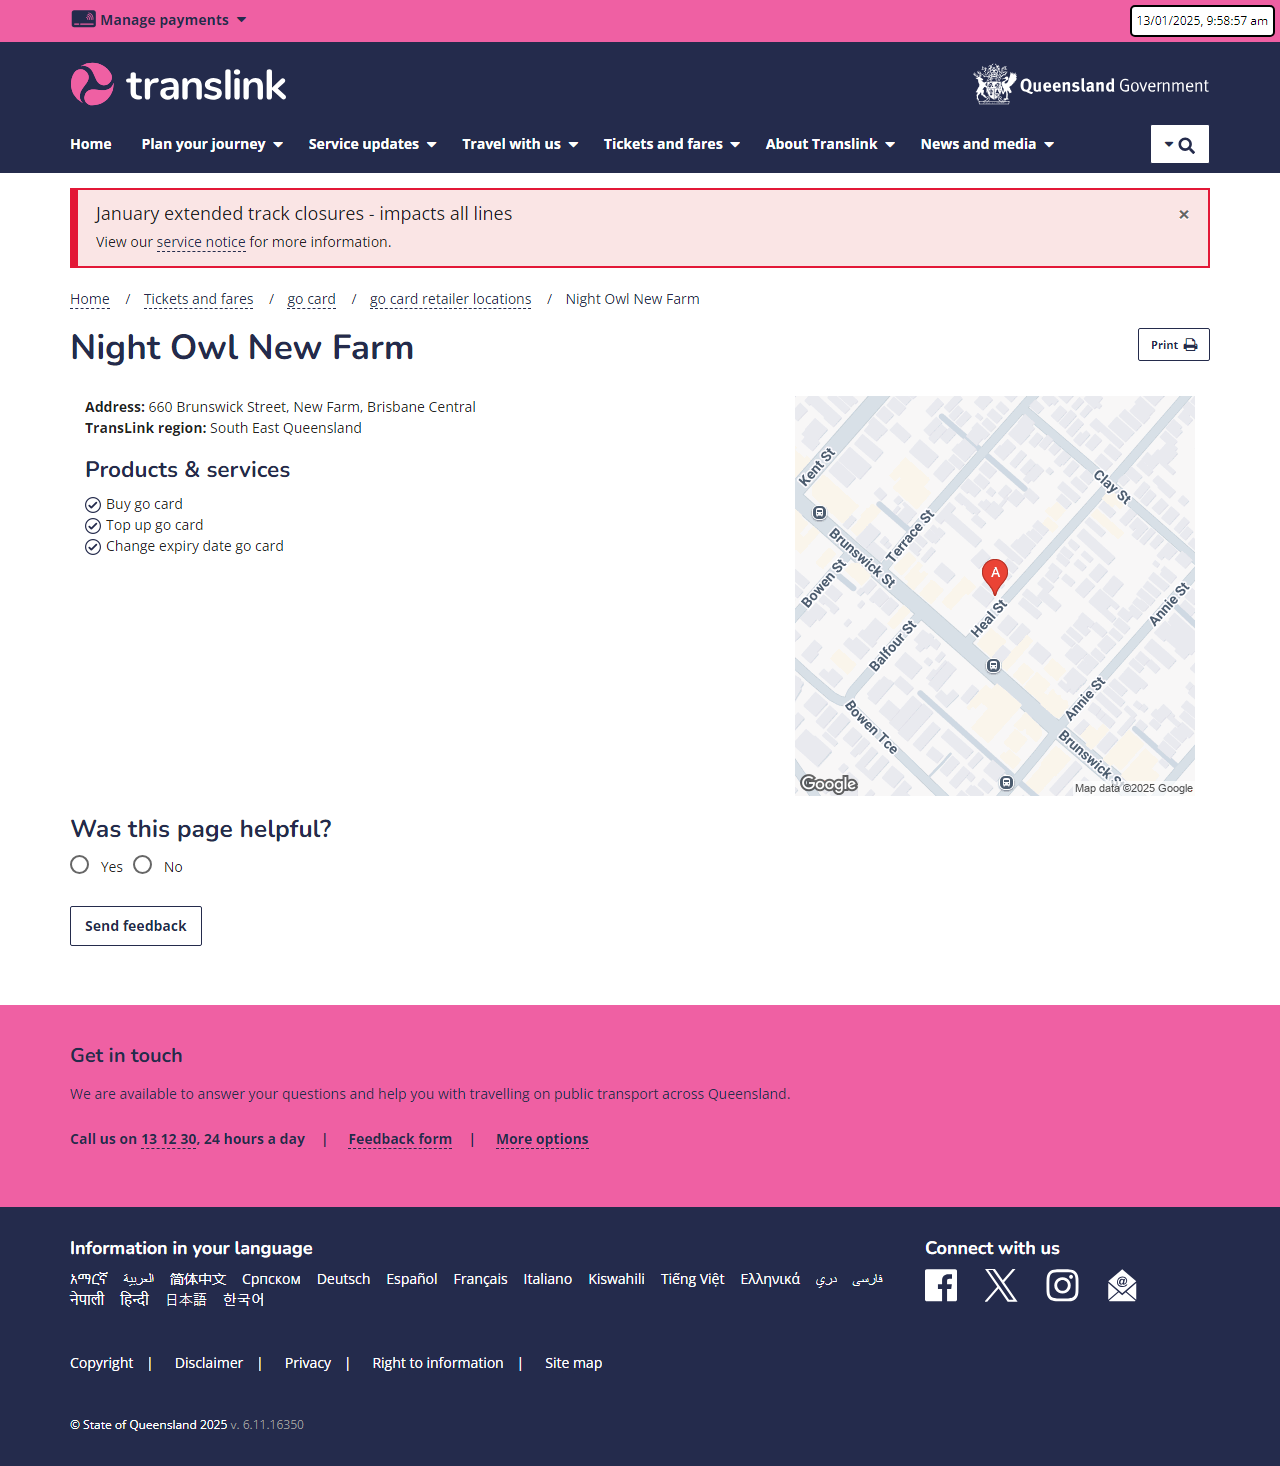 Manage payments
13/01/2025, 9:58:57 am
translink
Queensland Government
Home Plan your journey Service updates Travel with us Tickets and fares About Translink News and media
January extended track closures - impacts all lines
×
View our service notice for more information.
Home / Tickets and fares / go card / go card retailer locations / Night Owl New Farm
Night Owl New Farm
Print
Address: 660 Brunswick Street, New Farm, Brisbane Central
TransLink region: South East Queensland
Products & services
Buy go card
Top up go card
Change expiry date go card
Kent St
Clay St
Terrace St
Brunswick St
Bowen St
A
Heal St
Annie St
Balfour St
Annie St
Bowen Tce
Brunswick S
Google
Map data ©2025 Google
Was this page helpful?
Yes No
Send feedback
Get in touch
We are available to answer your questions and help you with travelling on public transport across Queensland.
Call us on 13 12 30, 24 hours a day | Feedback form | More options
Information in your language
አማርኛ العربية 简体中文 Српском Deutsch Español Français Italiano Kiswahili Tiếng Việt Ελληνικά دري فارسی
नेपाली हिन्दी 日本語 한국어
Connect with us
Copyright | Disclaimer | Privacy | Right to information | Site map
© State of Queensland 2025 v. 6.11.16350